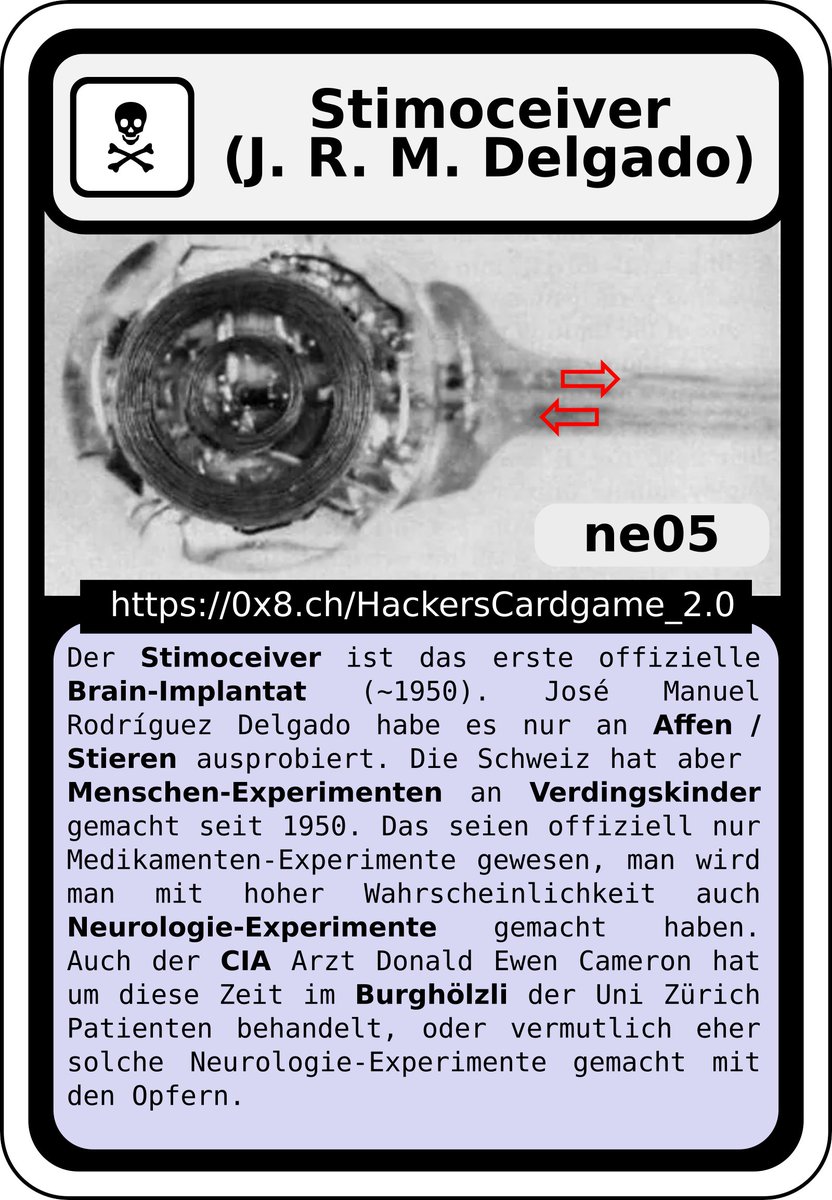 Stimoceiver
(J. R. M. Delgado)
ne05
https://0x8.ch/HackersCardgame_2.0
Der Stimoceiver ist das erste offizielle
Brain-Implantat (~1950). José Manuel
Rodríguez Delgado habe es nur an Affen /
Stieren ausprobiert. Die Schweiz hat aber
Menschen-Experimenten an Verdingskinder
gemacht seit 1950. Das seien offiziell nur
Medikamenten-Experimente gewesen, man wird
man mit hoher Wahrscheinlichkeit auch
Neurologie-Experimente gemacht haben.
Auch der CIA Arzt Donald Ewen Cameron hat
um diese Zeit im Burghölzli der Uni Zürich
Patienten behandelt, oder vermutlich eher
solche Neurologie-Experimente gemacht mit
den Opfern.